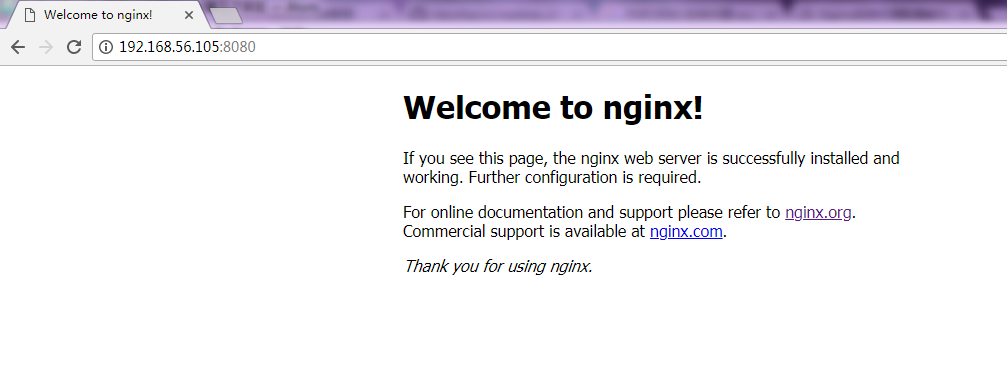 Welcome to nginx!
192.168.56.105:8080
Welcome to nginx!
If you see this page, the nginx web server is successfully installed and
working. Further configuration is required.
For online documentation and support please refer to nginx.org.
Commercial support is available at nginx.com.
Thank you for using nginx.